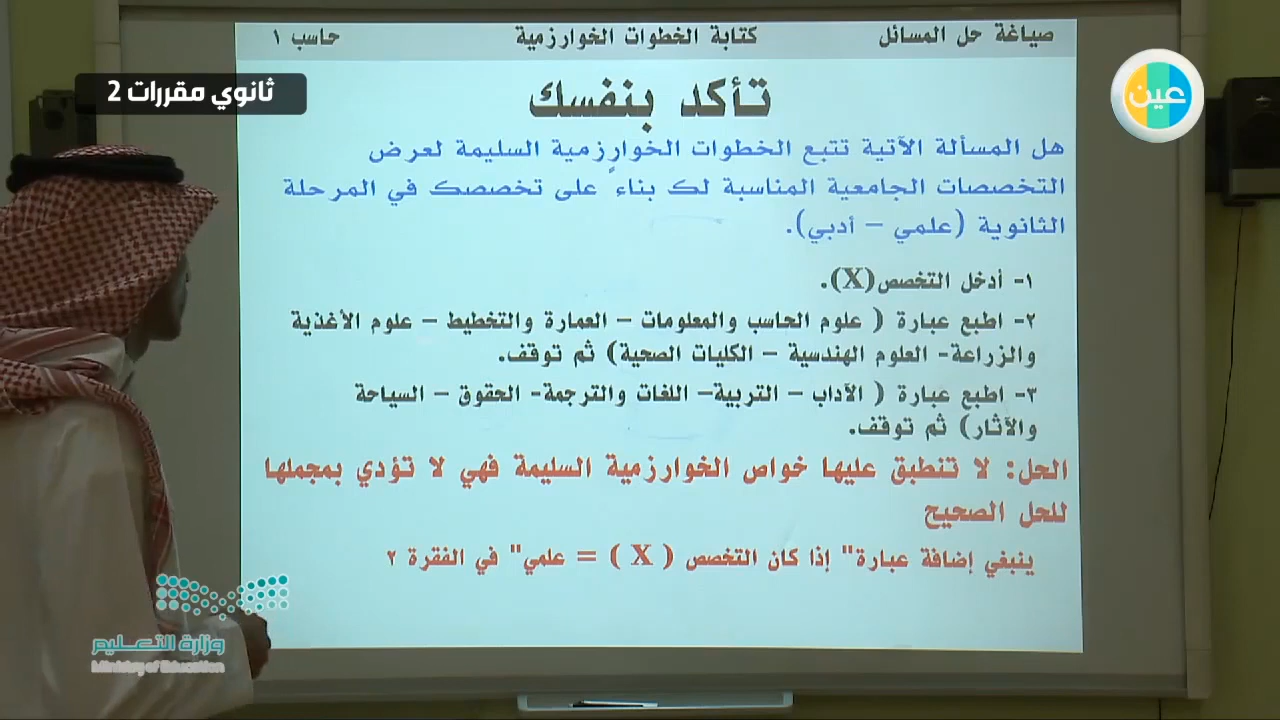 صياغة حل المسائل كتابة الخطوات الخوارزمية حاسب ١
ثانوي مقررات 2
عين
تأكد بنفسك
هل المسألة الآتية تتبع الخطوات الخوارزمية السليمة لعرض
التخصصات الجامعية المناسبة لك بناءً على تخصصك في المرحلة
الثانوية (علمي – أدبي).
١- أدخل التخصص(X).
٢- اطبع عبارة ( علوم الحاسب والمعلومات – العمارة والتخطيط – علوم الأغذية
والزراعة- العلوم الهندسية – الكليات الصحية) ثم توقف.
٣- اطبع عبارة ( الآداب – التربية– اللغات والترجمة- الحقوق – السياحة
والآثار) ثم توقف.
الحل: لا تنطبق عليها خواص الخوارزمية السليمة فهي لا تؤدي بمجملها
للحل الصحيح
ينبغي إضافة عبارة" إذا كان التخصص ( X ) = علمي" في الفقرة ٢
وزارة التعليم
Ministry of Education